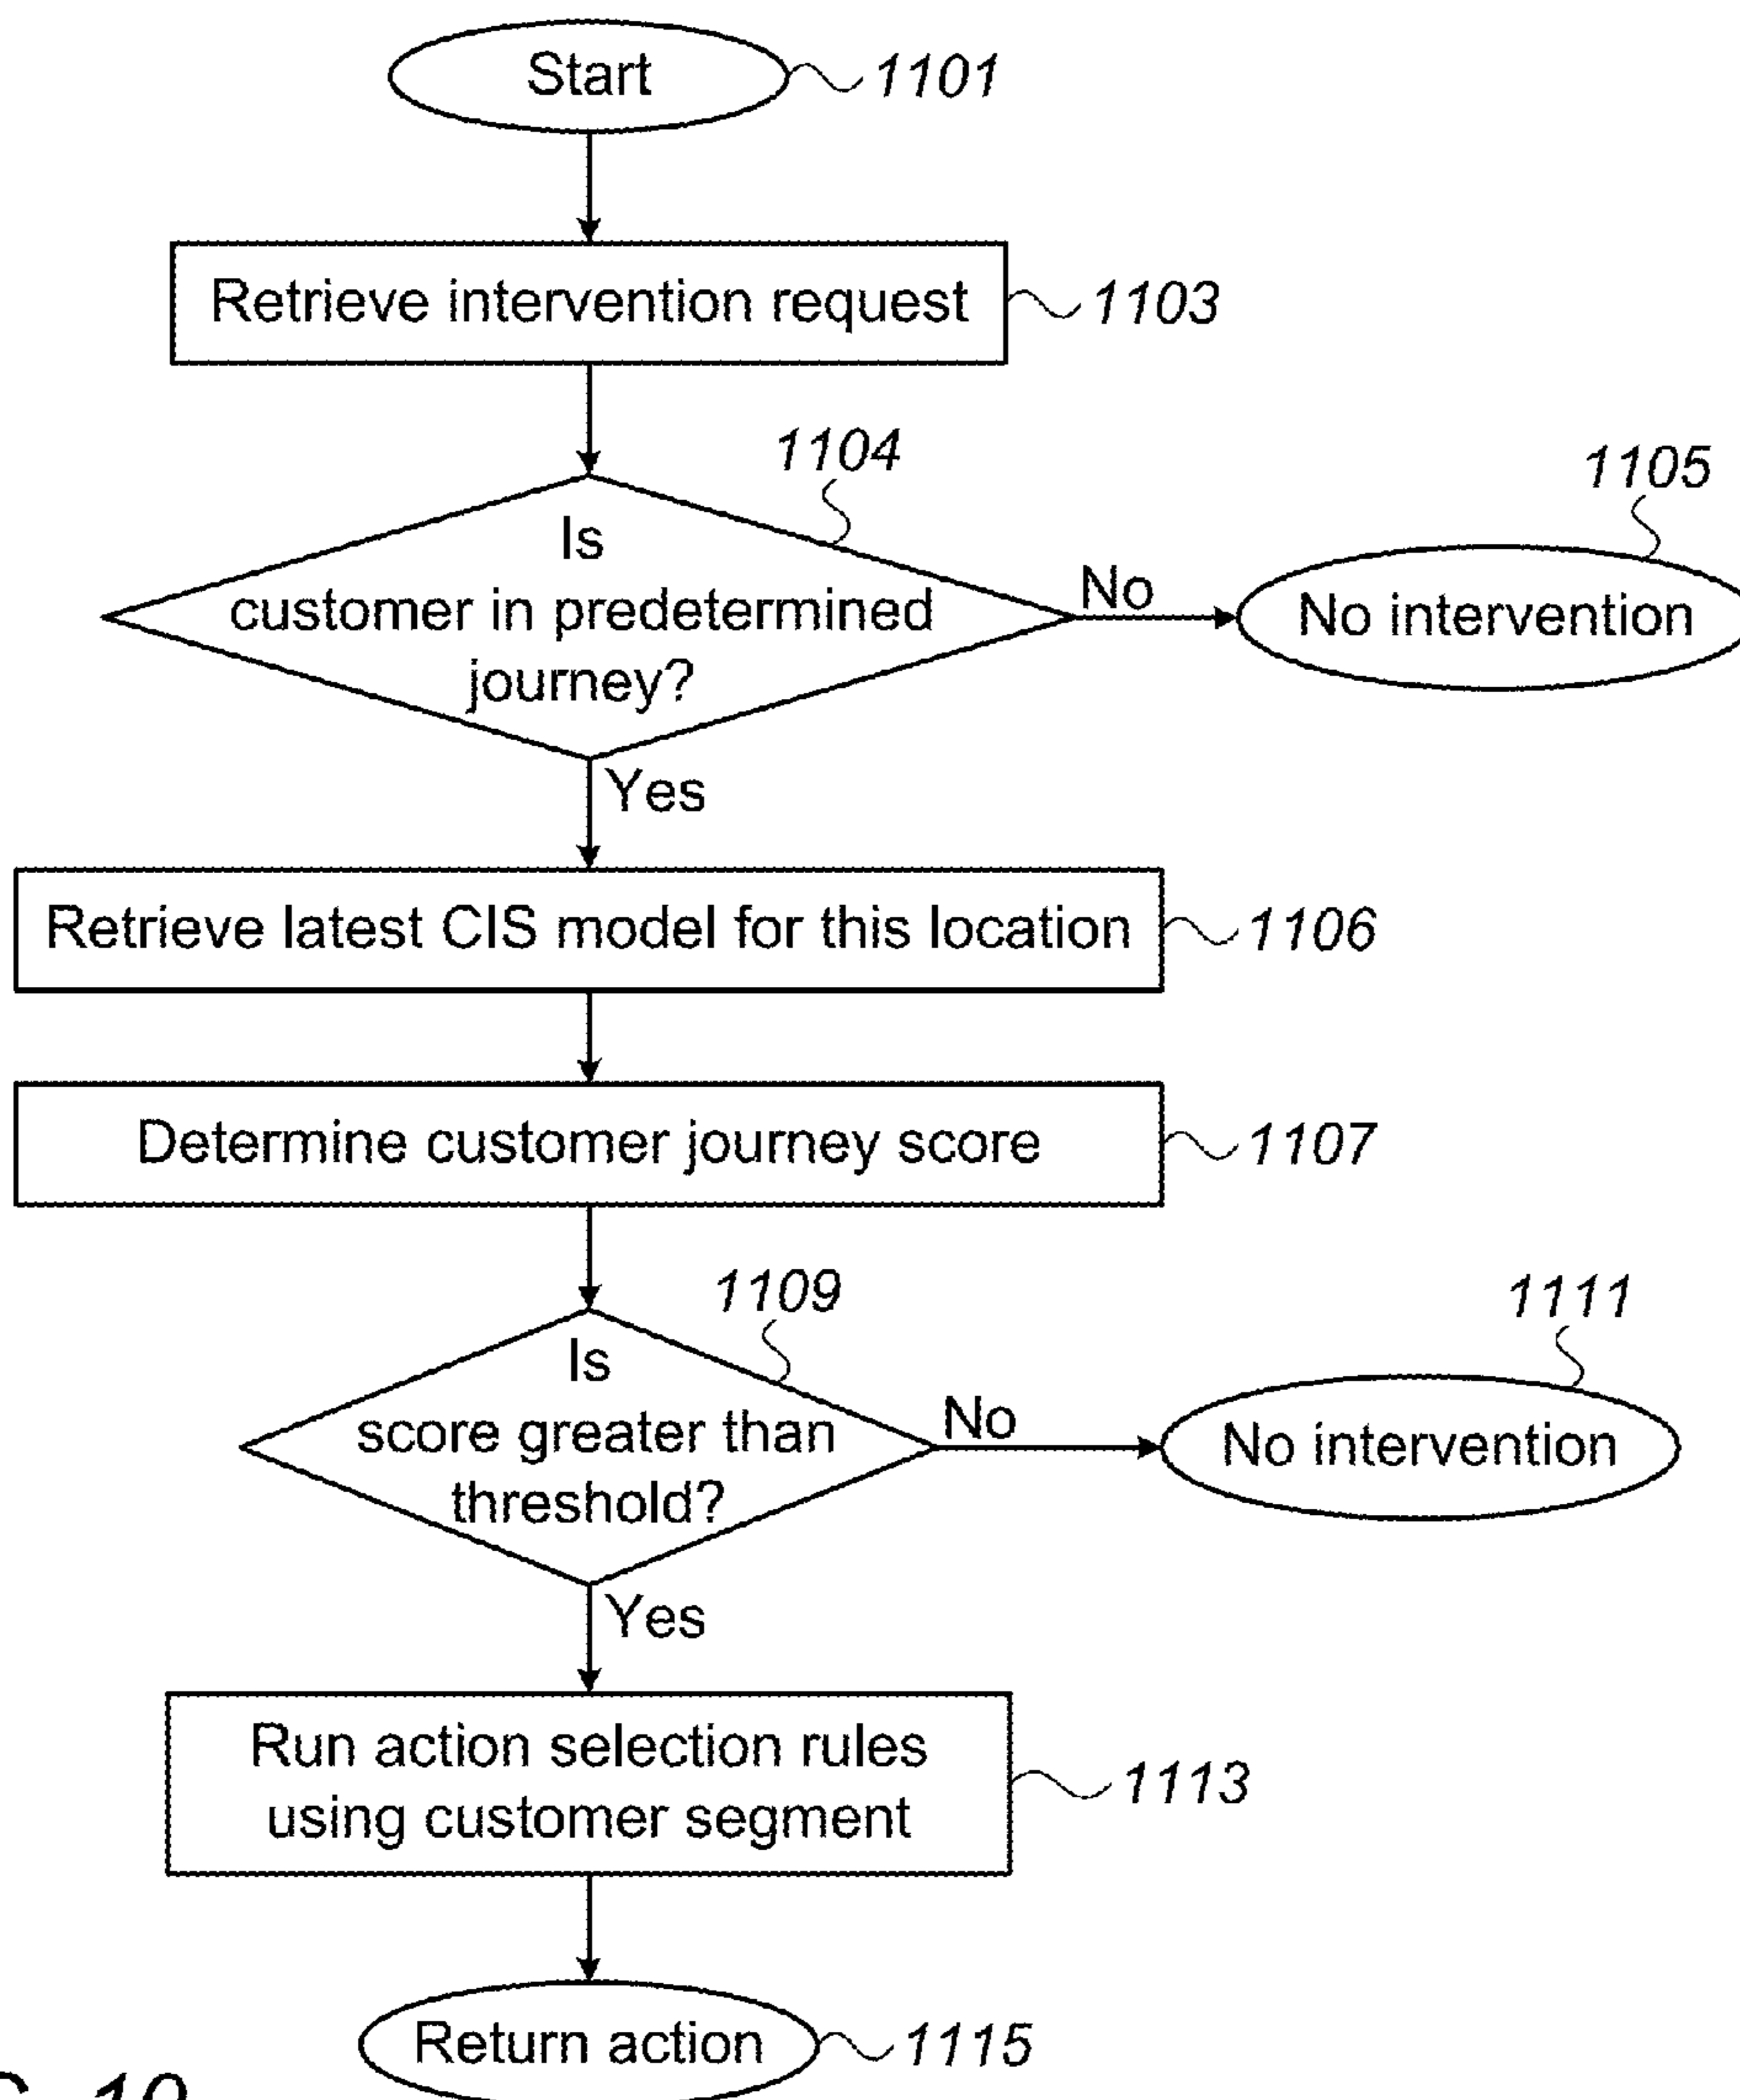 Start
1101
Retrieve intervention request
1103
1104
1105
Is
customer in predetermined
journey?
No
No intervention
Yes
Retrieve latest CIS model for this location
1106
Determine customer journey score
1107
1109
1111
Is
score greater than
threshold?
No
No intervention
Yes
Run action selection rules
using customer segment
1113
Return action
1115